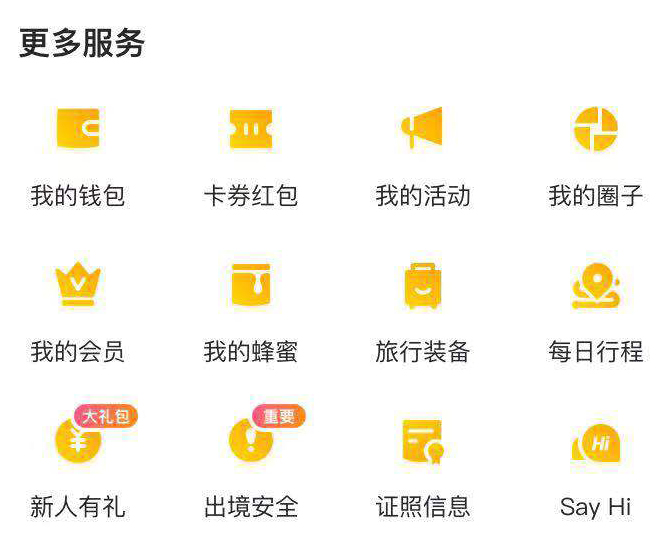 更多服务
我的钱包
卡券红包
我的活动
我的圈子
V
我的会员
我的蜂蜜
旅行装备
每日行程
¥
大礼包
重要
Hi
新人有礼
出境安全
证照信息
Say Hi